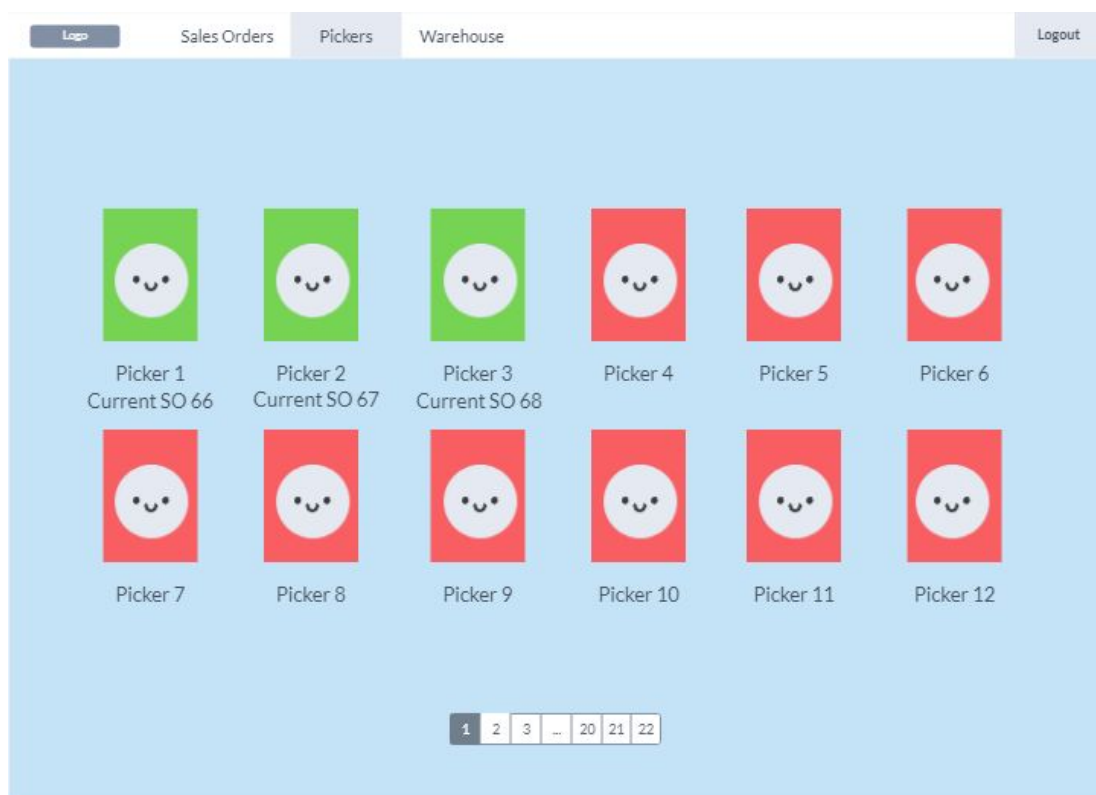 Logo Sales Orders Pickers Warehouse Logout
Picker 1 Picker 2 Picker 3 Picker 4 Picker 5 Picker 6
Current SO 66 Current SO 67 Current SO 68
Picker 7 Picker 8 Picker 9 Picker 10 Picker 11 Picker 12
1 2 3 ... 20 21 22